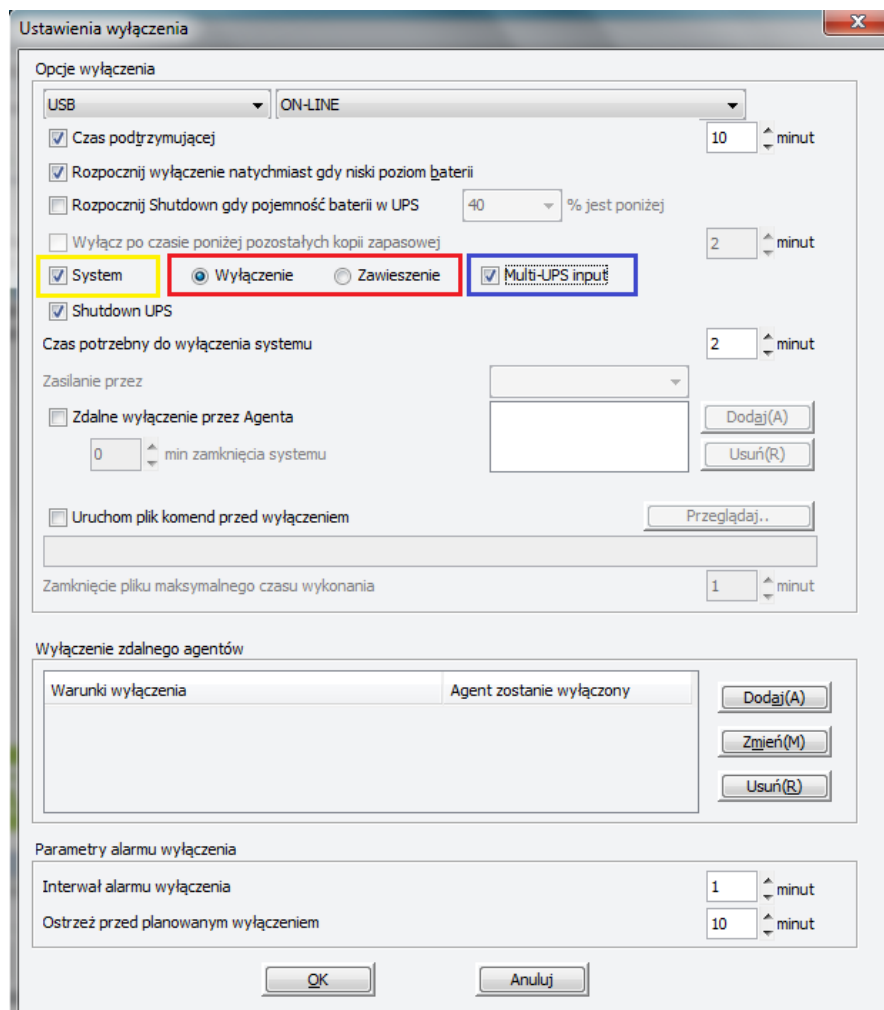 Ustawienia wyłączenia
Opcje wyłączenia
USB ON-LINE
Czas podtrzymującej 10 minut
Rozpocznij wyłączenie natychmiast gdy niski poziom baterii
Rozpocznij Shutdown gdy pojemność baterii w UPS 40 % jest poniżej
Wyłącz po czasie poniżej pozostałych kopii zapasowej 2 minut
System Wyłączenie Zawieszenie Multi-UPS input
Shutdown UPS
Czas potrzebny do wyłączenia systemu 2 minut
Zasilanie przez
Zdalne wyłączenie przez Agenta Dodaj(A)
0 min zamknięcia systemu Usuń(R)
Uruchom plik komend przed wyłączeniem Przeglądaj..
Zamknięcie pliku maksymalnego czasu wykonania 1 minut
Wyłączenie zdalnego agentów
Warunki wyłączenia Agent zostanie wyłączony
Dodaj(A)
Zmień(M)
Usuń(R)
Parametry alarmu wyłączenia
Interwał alarmu wyłączenia 1 minut
Ostrzeż przed planowanym wyłączeniem 10 minut
OK Anuluj